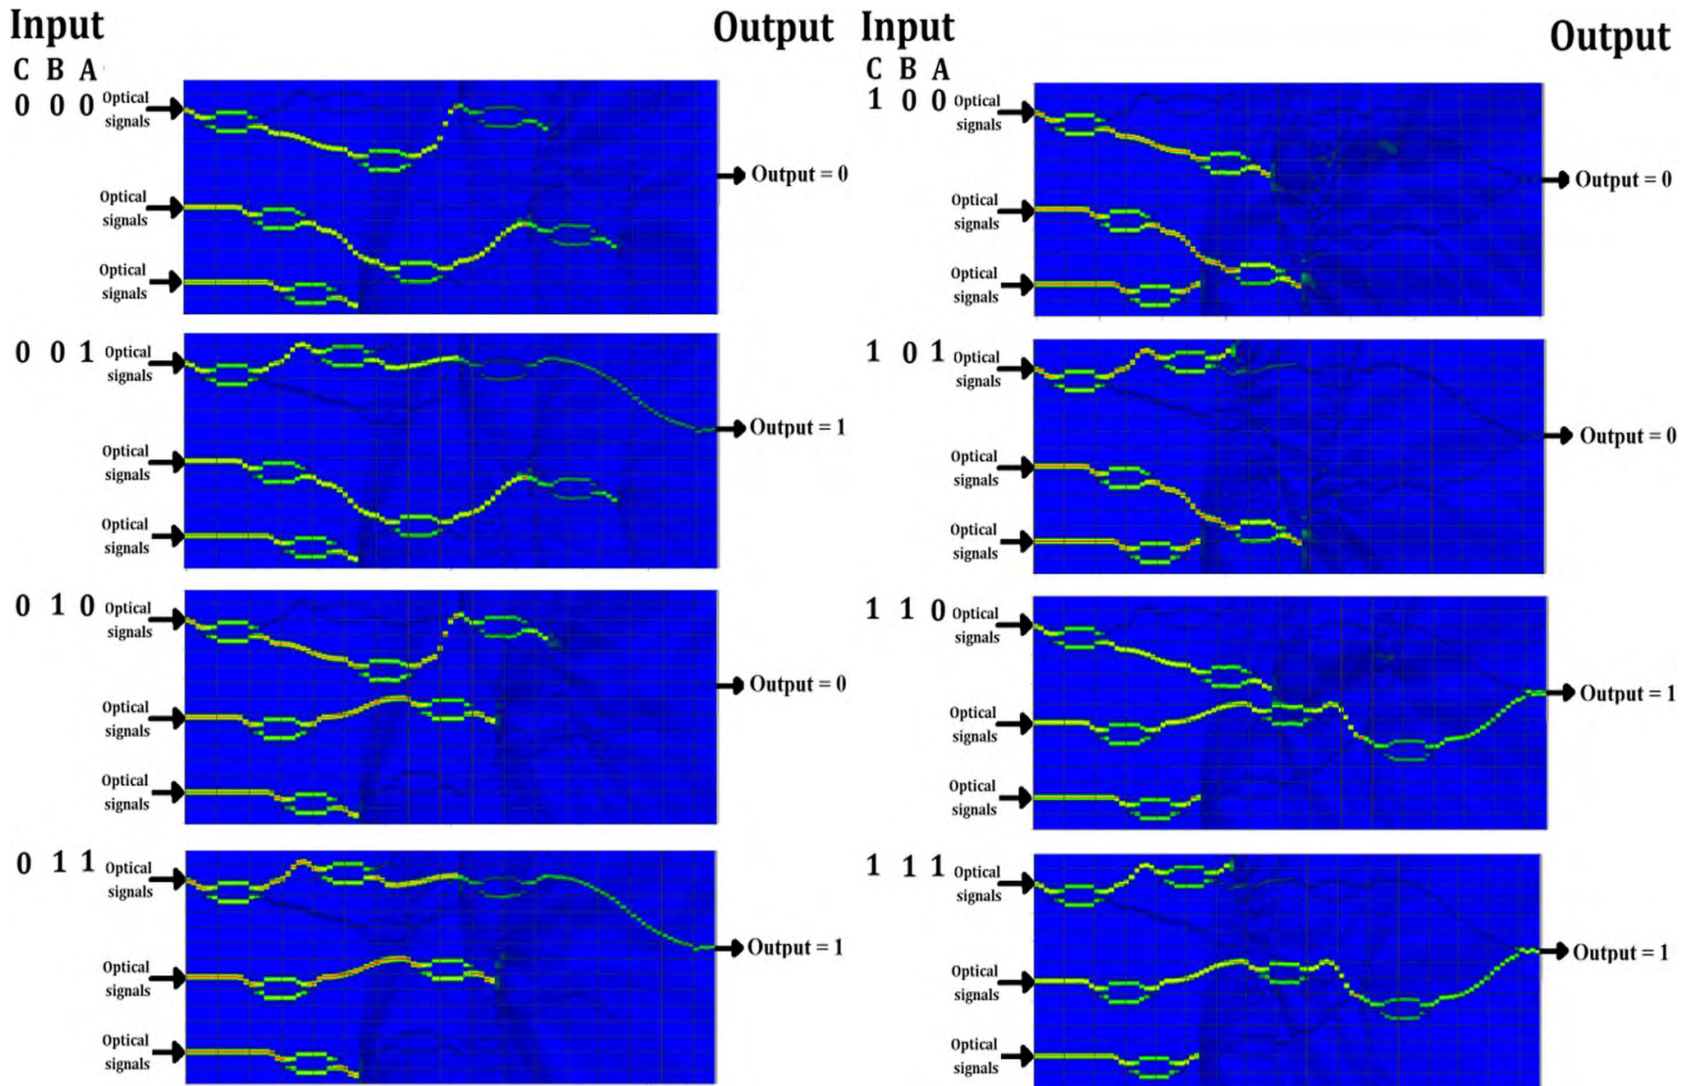 Input Output
C B A
0 0 0 Optical
signals
Optical
signals
Optical
signals
Output = 0
0 0 1 Optical
signals
Optical
signals
Optical
signals
Output = 1
0 1 0 Optical
signals
Optical
signals
Optical
signals
Output = 0
0 1 1 Optical
signals
Optical
signals
Optical
signals
Output = 1
Input Output
C B A
1 0 0 Optical
signals
Optical
signals
Optical
signals
Output = 0
1 0 1 Optical
signals
Optical
signals
Optical
signals
Output = 0
1 1 0 Optical
signals
Optical
signals
Optical
signals
Output = 1
1 1 1 Optical
signals
Optical
signals
Optical
signals
Output = 1